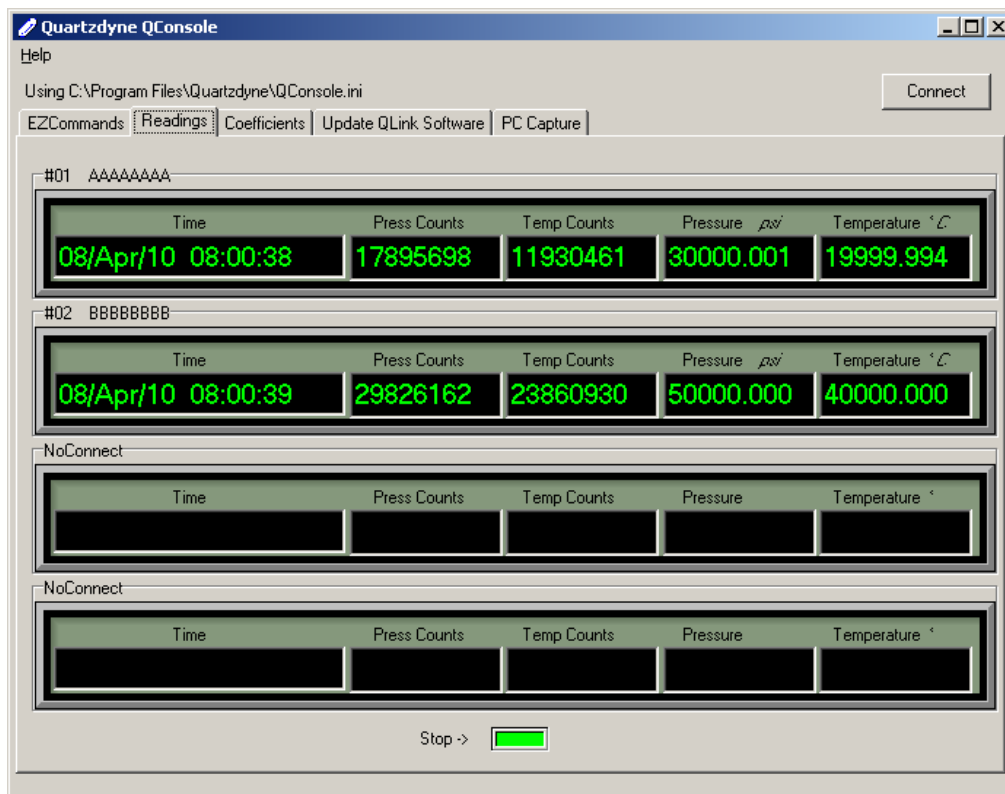 Quartzdyne QConsole
Help
Using C:\Program Files\Quartzdyne\QConsole.ini
Connect
EZCommands Readings Coefficients Update QLink Software PC Capture
#01 AAAAAAAA
Time Press Counts Temp Counts Pressure psi Temperature °C
08/Apr/10 08:00:38 17895698 11930461 30000.001 19999.994
#02 BBBBBBBB
Time Press Counts Temp Counts Pressure psi Temperature °C
08/Apr/10 08:00:39 29826162 23860930 50000.000 40000.000
NoConnect
Time Press Counts Temp Counts Pressure Temperature °
NoConnect
Time Press Counts Temp Counts Pressure Temperature °
Stop ->